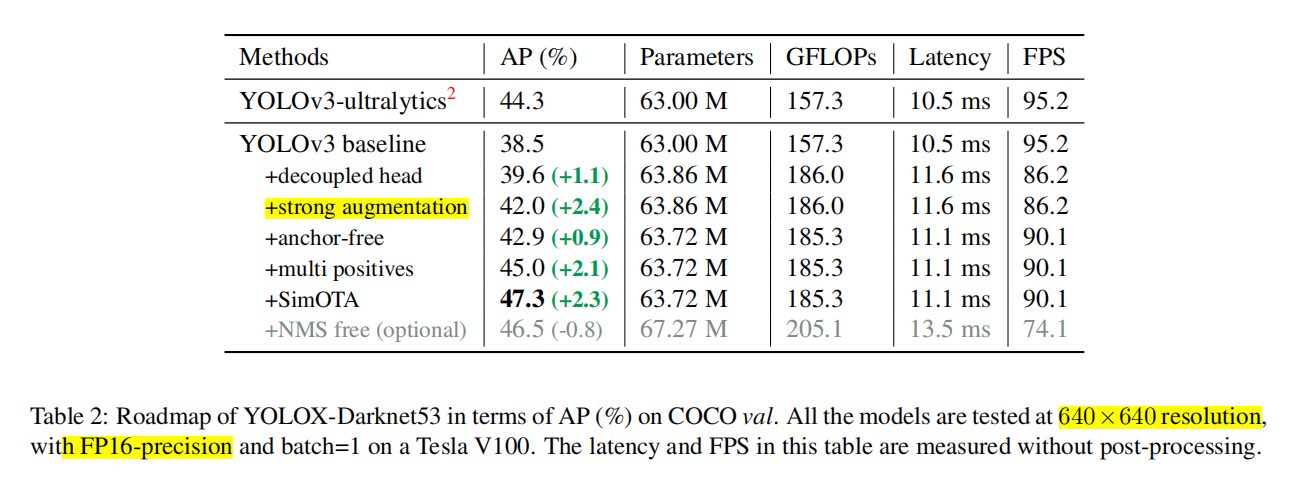 Methods AP (%) Parameters GFLOPs Latency FPS
YOLOv3-ultralytics2 44.3 63.00 M 157.3 10.5 ms 95.2
YOLOv3 baseline 38.5 63.00 M 157.3 10.5 ms 95.2
+decoupled head 39.6 (+1.1) 63.86 M 186.0 11.6 ms 86.2
+strong augmentation 42.0 (+2.4) 63.86 M 186.0 11.6 ms 86.2
+anchor-free 42.9 (+0.9) 63.72 M 185.3 11.1 ms 90.1
+multi positives 45.0 (+2.1) 63.72 M 185.3 11.1 ms 90.1
+SimOTA 47.3 (+2.3) 63.72 M 185.3 11.1 ms 90.1
+NMS free (optional) 46.5 (-0.8) 67.27 M 205.1 13.5 ms 74.1
Table 2: Roadmap of YOLOX-Darknet53 in terms of AP (%) on COCO val. All the models are tested at 640×640 resolution,
with FP16-precision and batch=1 on a Tesla V100. The latency and FPS in this table are measured without post-processing.